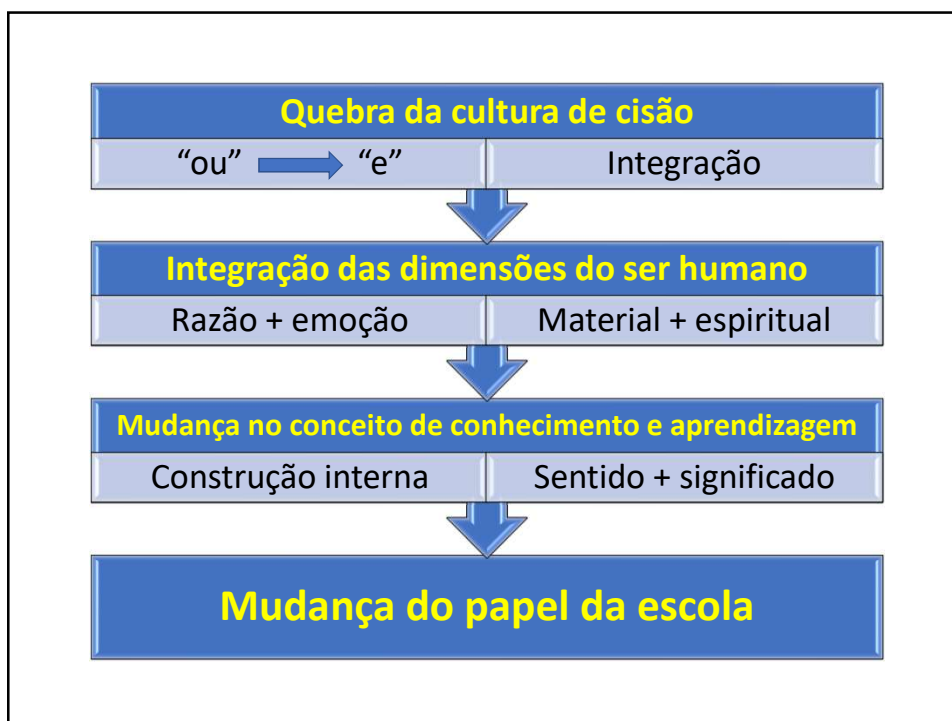 Quebra da cultura de cisão
“ou” “e” Integração
Integração das dimensões do ser humano
Razão + emoção Material + espiritual
Mudança no conceito de conhecimento e aprendizagem
Construção interna Sentido + significado
Mudança do papel da escola